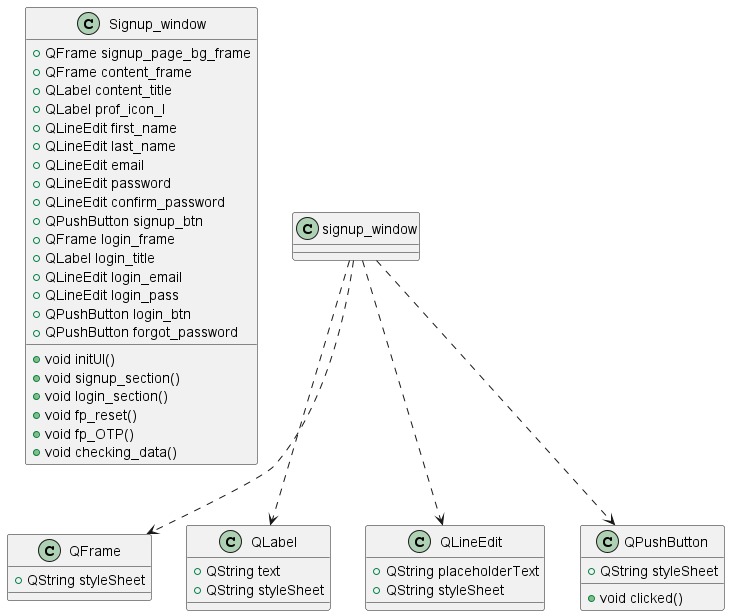 C Signup_window
QFrame signup_page_bg_frame
QFrame content_frame
QLabel content_title
QLabel prof_icon_l
QLineEdit first_name
QLineEdit last_name
QLineEdit email
QLineEdit password
QLineEdit confirm_password
QPushButton signup_btn
QFrame login_frame
QLabel login_title
QLineEdit login_email
QLineEdit login_pass
QPushButton login_btn
QPushButton forgot_password
void initUI()
void signup_section()
void login_section()
void fp_reset()
void fp_OTP()
void checking_data()
C signup_window
C QFrame
QString styleSheet
C QLabel
QString text
QString styleSheet
C QLineEdit
QString placeholderText
QString styleSheet
C QPushButton
QString styleSheet
void clicked()